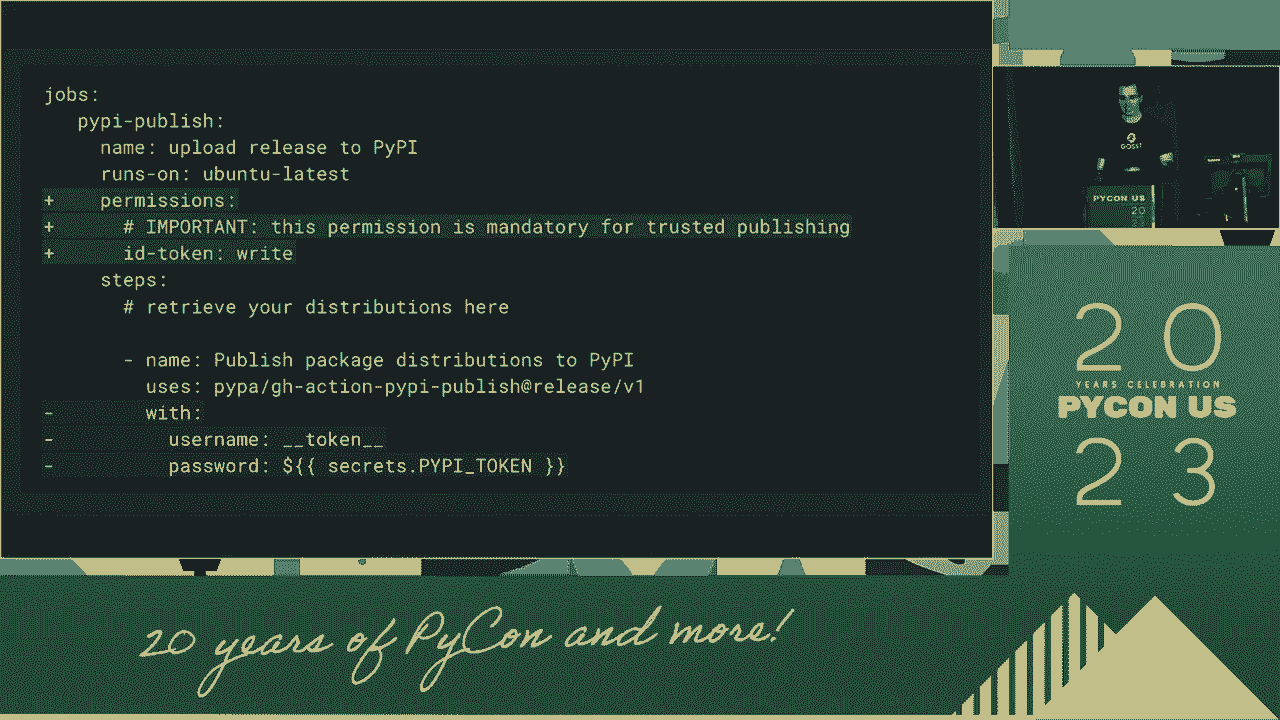 jobs:
pypi-publish:
name: upload release to PyPI
runs-on: ubuntu-latest
+ permissions:
+ # IMPORTANT: this permission is mandatory for trusted publishing
+ id-token: write
steps:
# retrieve your distributions here
- name: Publish package distributions to PyPI
uses: pypa/gh-action-pypi-publish@release/v1
- with:
- username: __token__
- password: ${{ secrets.PYPI_TOKEN }}
GOSST
PYCON US
20
20
YEARS CELEBRATION
PYCON US
23
20 years of PyCon and more!